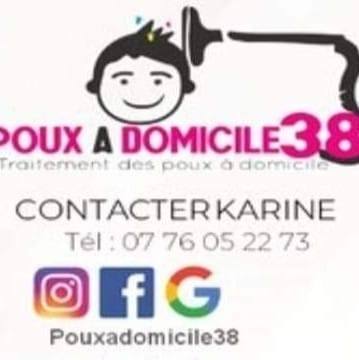 POUX A DOMICILE38
Traitement des poux à domicile
CONTACTER KARINE
Tél : 07 76 05 22 73
Pouxadomicile38